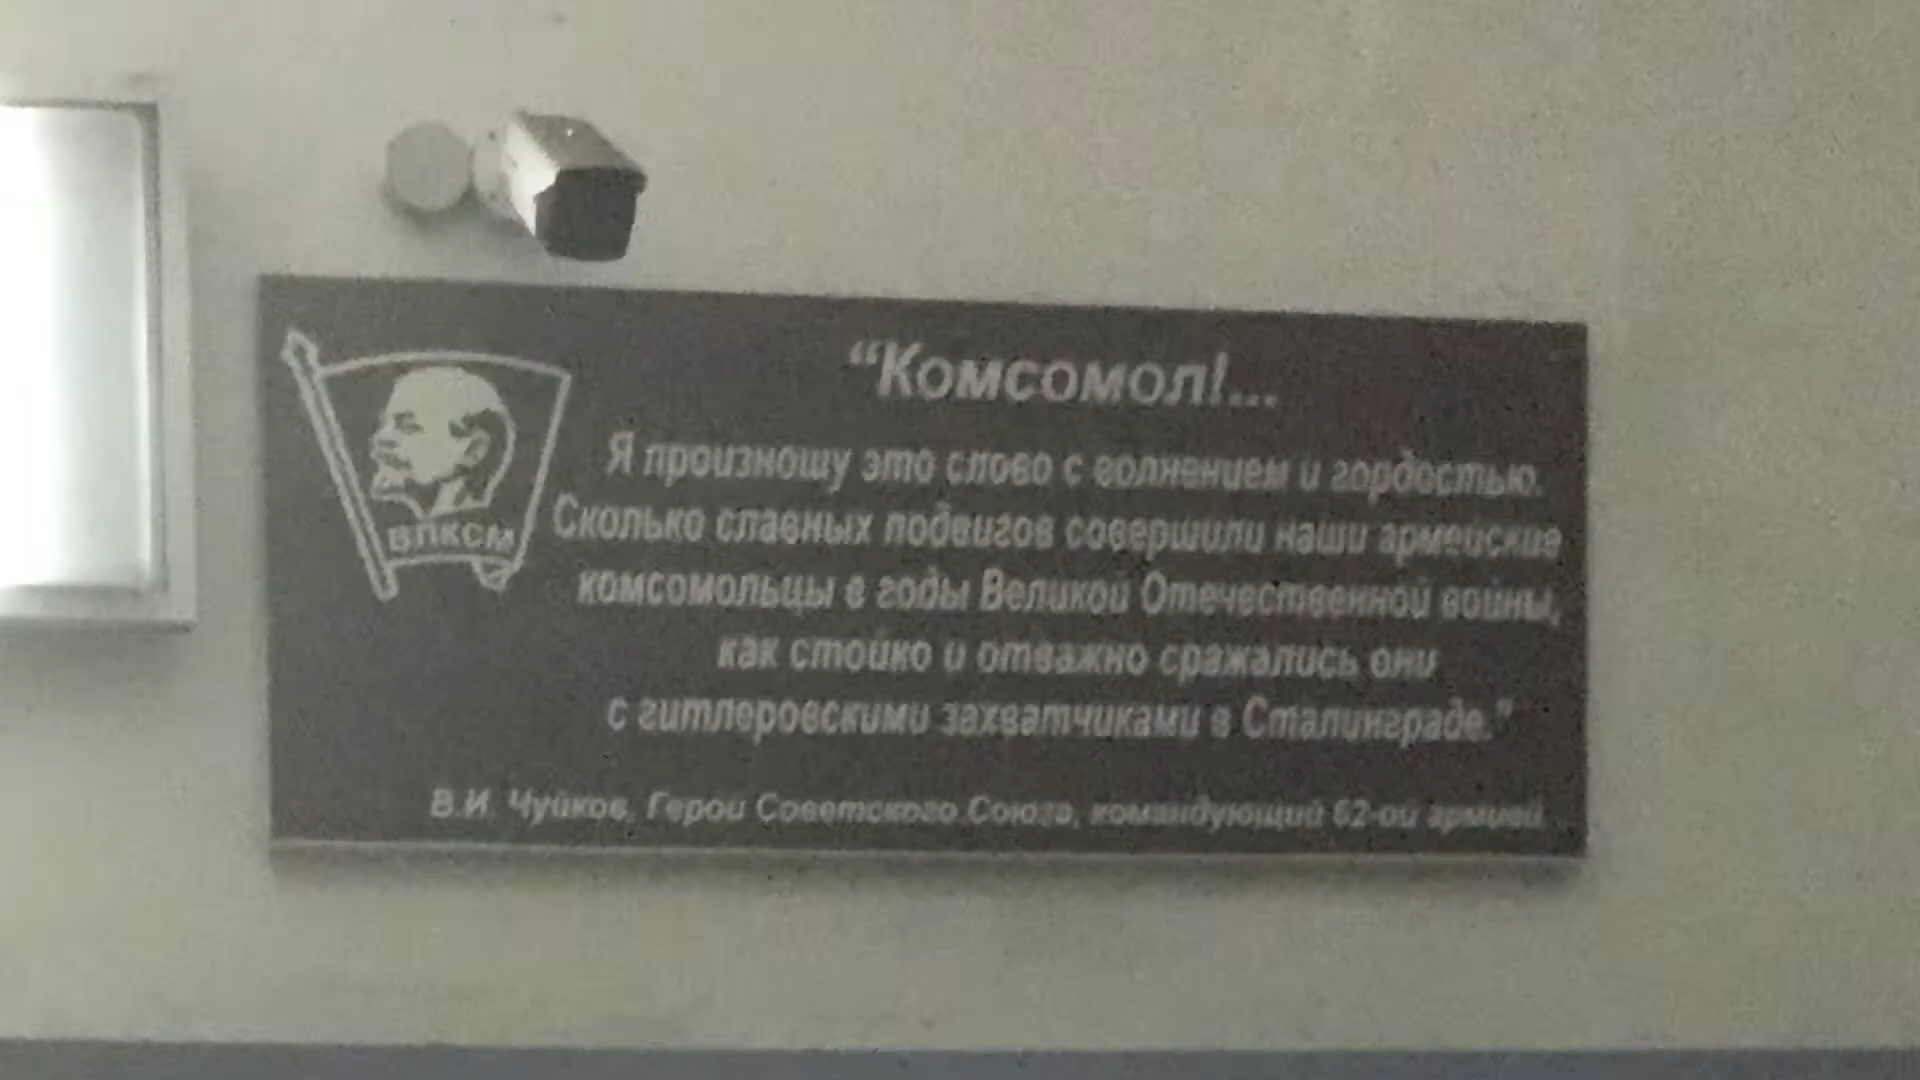 ВЛКСМ
“Комсомол!...
Я произношу это слово с волнением и гордостью.
Сколько славных подвигов совершили наши армейские
комсомольцы в годы Великой Отечественной войны,
как стойко и отважно сражались они
с гитлеровскими захватчиками в Сталинграде.”
В.И. Чуйков, Герой Советского Союза, командующий 62-ой армией